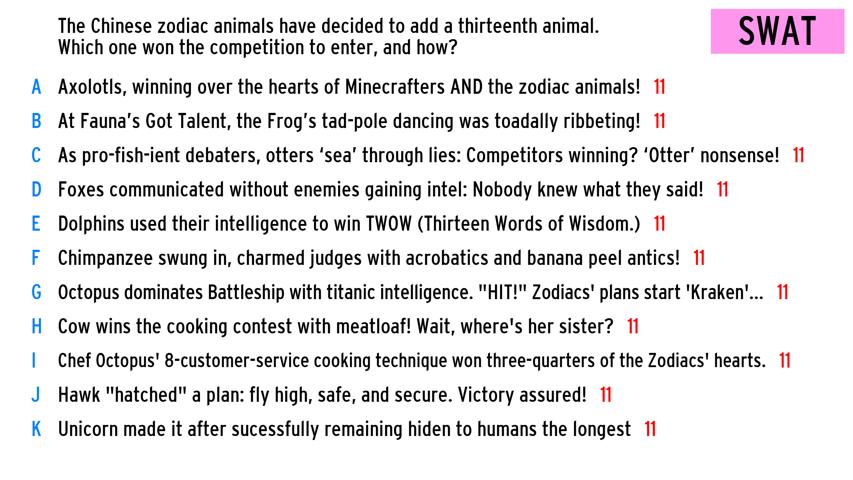 The Chinese zodiac animals have decided to add a thirteenth animal.
Which one won the competition to enter, and how?
SWAT
A Axolotls, winning over the hearts of Minecrafters AND the zodiac animals! 11
B At Fauna's Got Talent, the Frog's tad-pole dancing was toadally ribbeting! 11
C As pro-fish-ient debaters, otters ‘sea’ through lies: Competitors winning? ‘Otter’ nonsense! 11
D Foxes communicated without enemies gaining intel: Nobody knew what they said! 11
E Dolphins used their intelligence to win TWOW (Thirteen Words of Wisdom.) 11
F Chimpanzee swung in, charmed judges with acrobatics and banana peel antics! 11
G Octopus dominates Battleship with titanic intelligence. "HIT!" Zodiacs' plans start 'Kraken'... 11
H Cow wins the cooking contest with meatloaf! Wait, where's her sister? 11
I Chef Octopus' 8-customer-service cooking technique won three-quarters of the Zodiacs' hearts. 11
J Hawk "hatched" a plan: fly high, safe, and secure. Victory assured! 11
K Unicorn made it after sucessfully remaining hiden to humans the longest 11